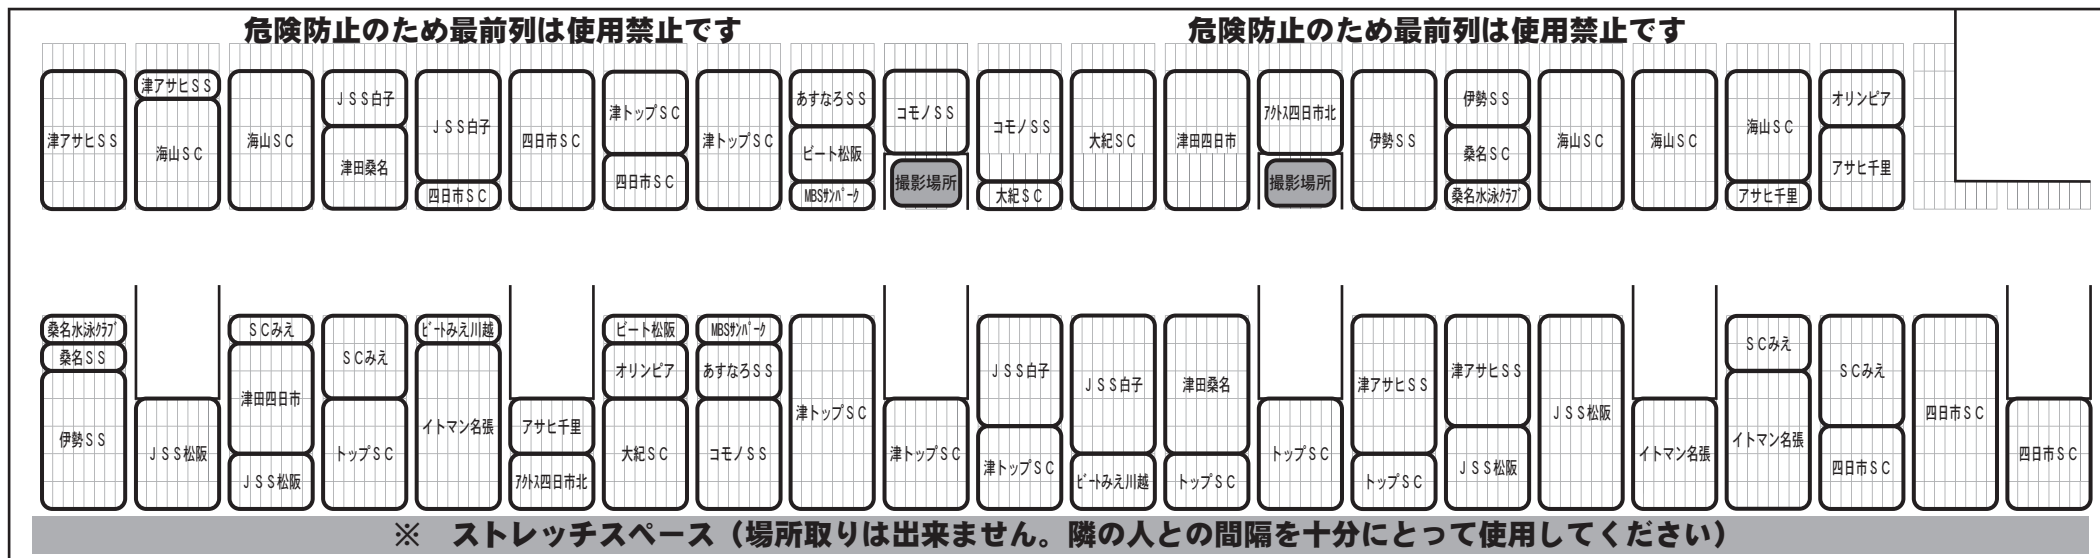 危険防止のため最前列は使用禁止です 危険防止のため最前列は使用禁止です
津アサヒＳＳ
津アサヒＳＳ
海山ＳＣ
海山ＳＣ
ＪＳＳ白子
津田桑名
ＪＳＳ白子
四日市ＳＣ
四日市ＳＣ
津トップＳＣ
四日市ＳＣ
津トップＳＣ
あすなろＳＳ
ビート松阪
MBSｻﾝﾊﾟｰｸ
コモノＳＳ
撮影場所
コモノＳＳ
大紀ＳＣ
大紀ＳＣ
津田四日市
ｱｸﾄｽ四日市北
撮影場所
伊勢ＳＳ
伊勢ＳＳ
桑名ＳＣ
桑名水泳ｸﾗﾌﾞ
海山ＳＣ
海山ＳＣ
海山ＳＣ
アサヒ千里
オリンピア
アサヒ千里
桑名水泳ｸﾗﾌﾞ
桑名ＳＳ
伊勢ＳＳ
ＪＳＳ松阪
ＳＣみえ
津田四日市
ＪＳＳ松阪
ＳＣみえ
トップＳＣ
ﾋﾞｰﾄみえ川越
イトマン名張
アサヒ千里
ｱｸﾄｽ四日市北
ビート松阪
オリンピア
大紀ＳＣ
MBSｻﾝﾊﾟｰｸ
あすなろＳＳ
コモノＳＳ
津トップＳＣ
津トップＳＣ
ＪＳＳ白子
津トップＳＣ
ＪＳＳ白子
ﾋﾞｰﾄみえ川越
津田桑名
トップＳＣ
トップＳＣ
津アサヒＳＳ
トップＳＣ
津アサヒＳＳ
ＪＳＳ松阪
ＪＳＳ松阪
イトマン名張
ＳＣみえ
イトマン名張
ＳＣみえ
四日市ＳＣ
四日市ＳＣ
四日市ＳＣ
※　ストレッチスペース（場所取りは出来ません。隣の人との間隔を十分にとって使用してください）